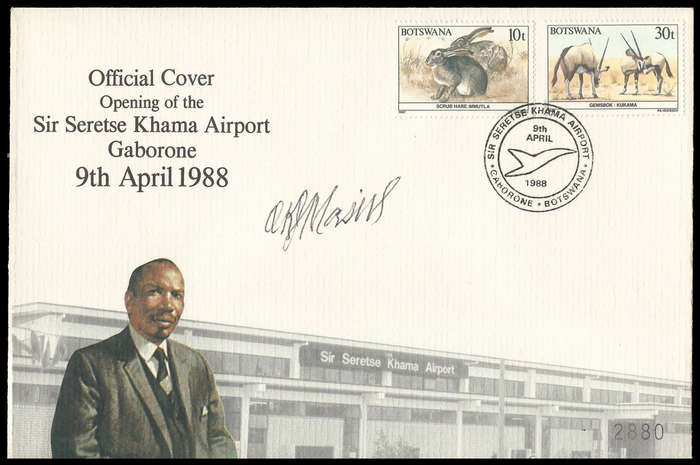 Official Cover
Opening of the
Sir Seretse Khama Airport
Gaborone
9th April 1988
BOTSWANA 10t
SCRUB HARE: MMUTLA
BOTSWANA 30t
GEMSBOK - KUKAMA
SIR SERETSE KHAMA AIRPORT
9th
APRIL
1988
GABORONE • BOTSWANA
Sir Seretse Khama Airport
2880